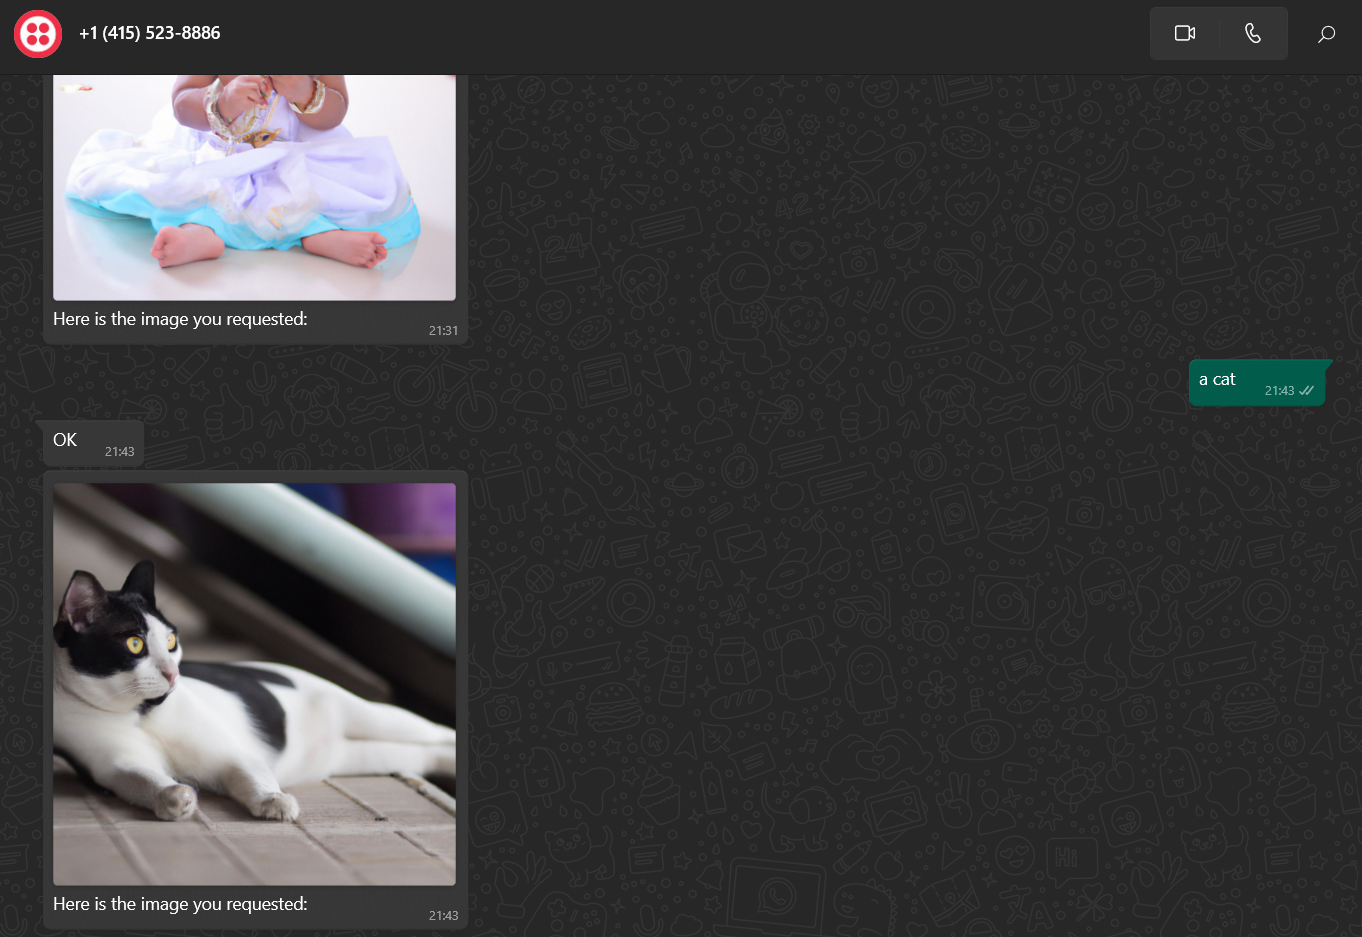 +1 (415) 523-8886
Here is the image you requested:
21:31
a cat
21:43
OK
21:43
Here is the image you requested:
21:43